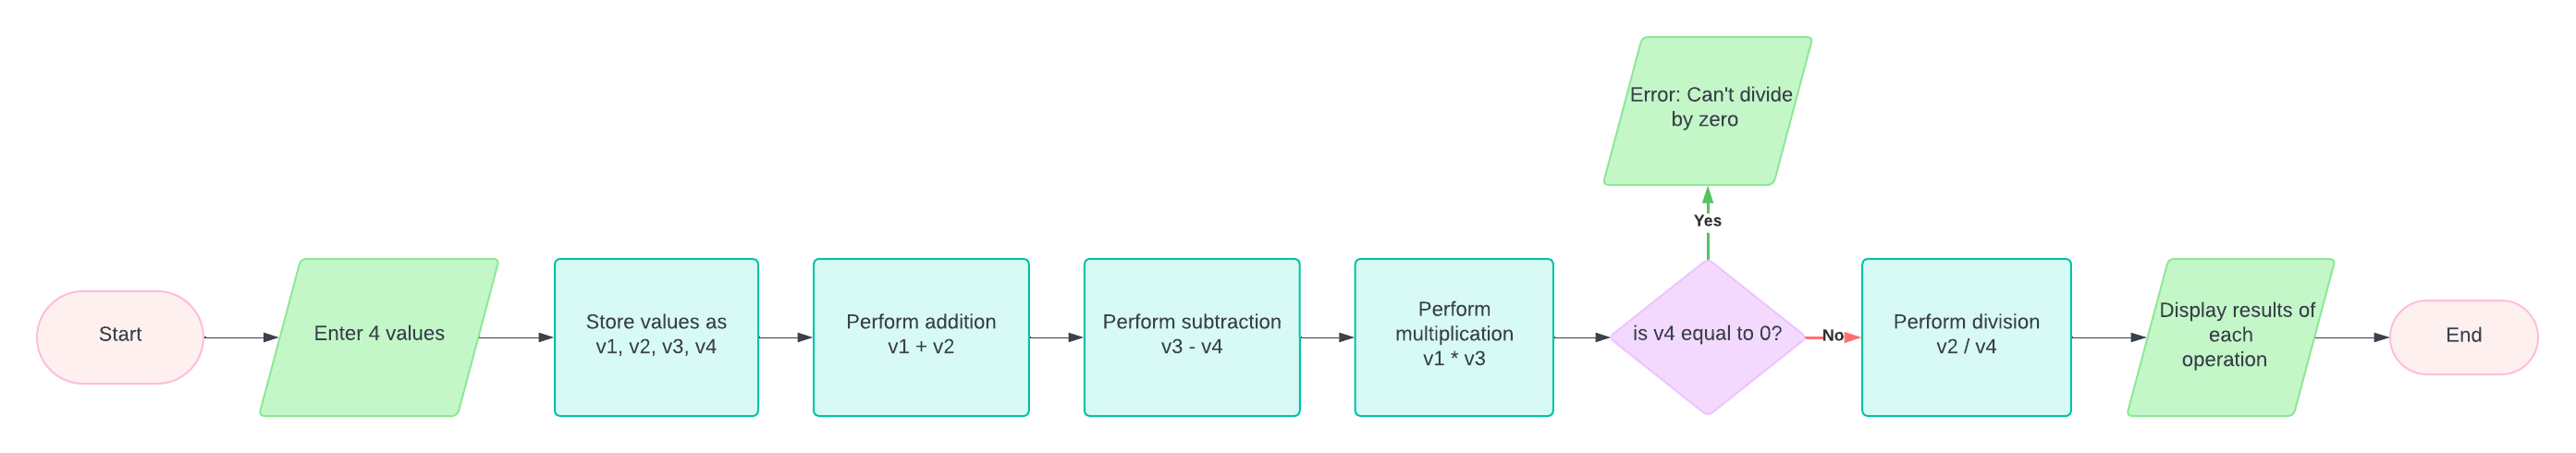 Start
Enter 4 values
Store values as
v1, v2, v3, v4
Perform addition
v1 + v2
Perform subtraction
v3 - v4
Perform
multiplication
v1 * v3
is v4 equal to 0?
Yes
Error: Can't divide
by zero
No
Perform division
v2 / v4
Display results of
each
operation
End